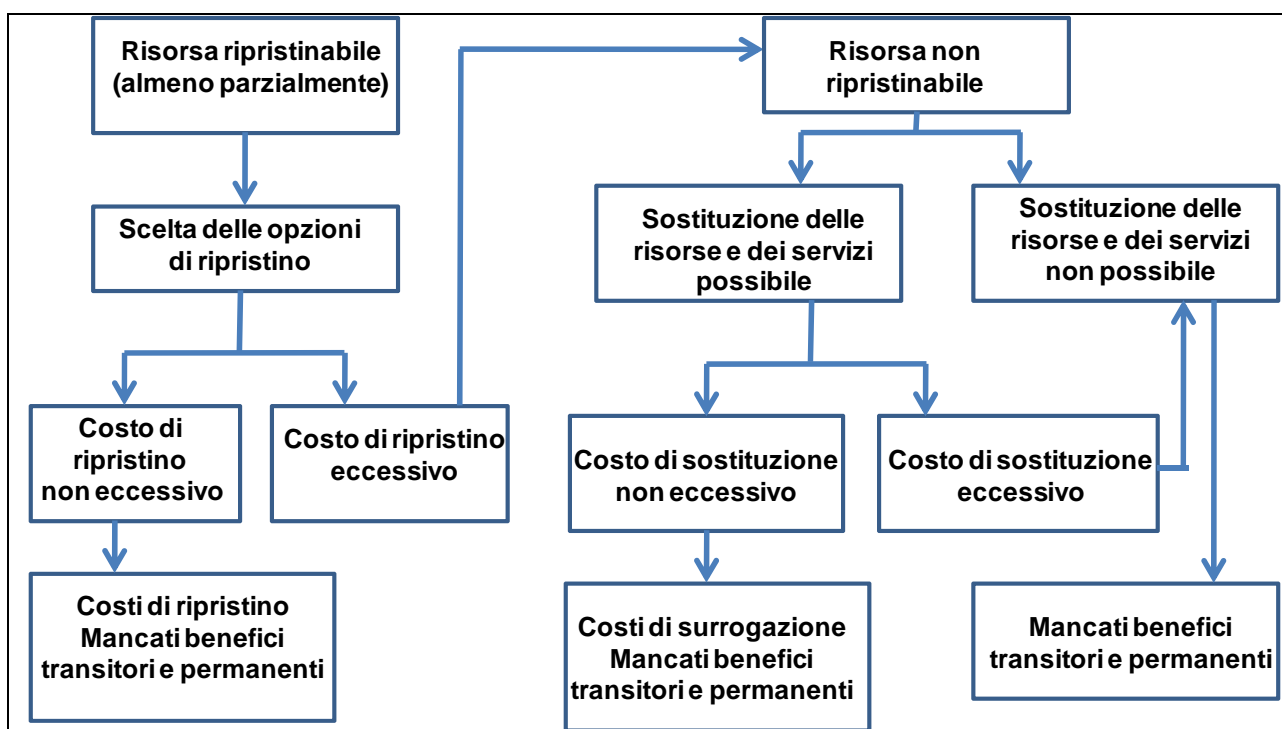 Risorsa ripristinabile
(almeno parzialmente)
Risorsa non
ripristinabile
Scelta delle opzioni
di ripristino
Sostituzione delle
risorse e dei servizi
possibile
Sostituzione delle
risorse e dei servizi
non possibile
Costo di
ripristino
non eccessivo
Costo di ripristino
eccessivo
Costo di sostituzione
non eccessivo
Costo di sostituzione
eccessivo
Costi di ripristino
Mancati benefici
transitori e permanenti
Costi di surrogazione
Mancati benefici
transitori e permanenti
Mancati benefici
transitori e permanenti